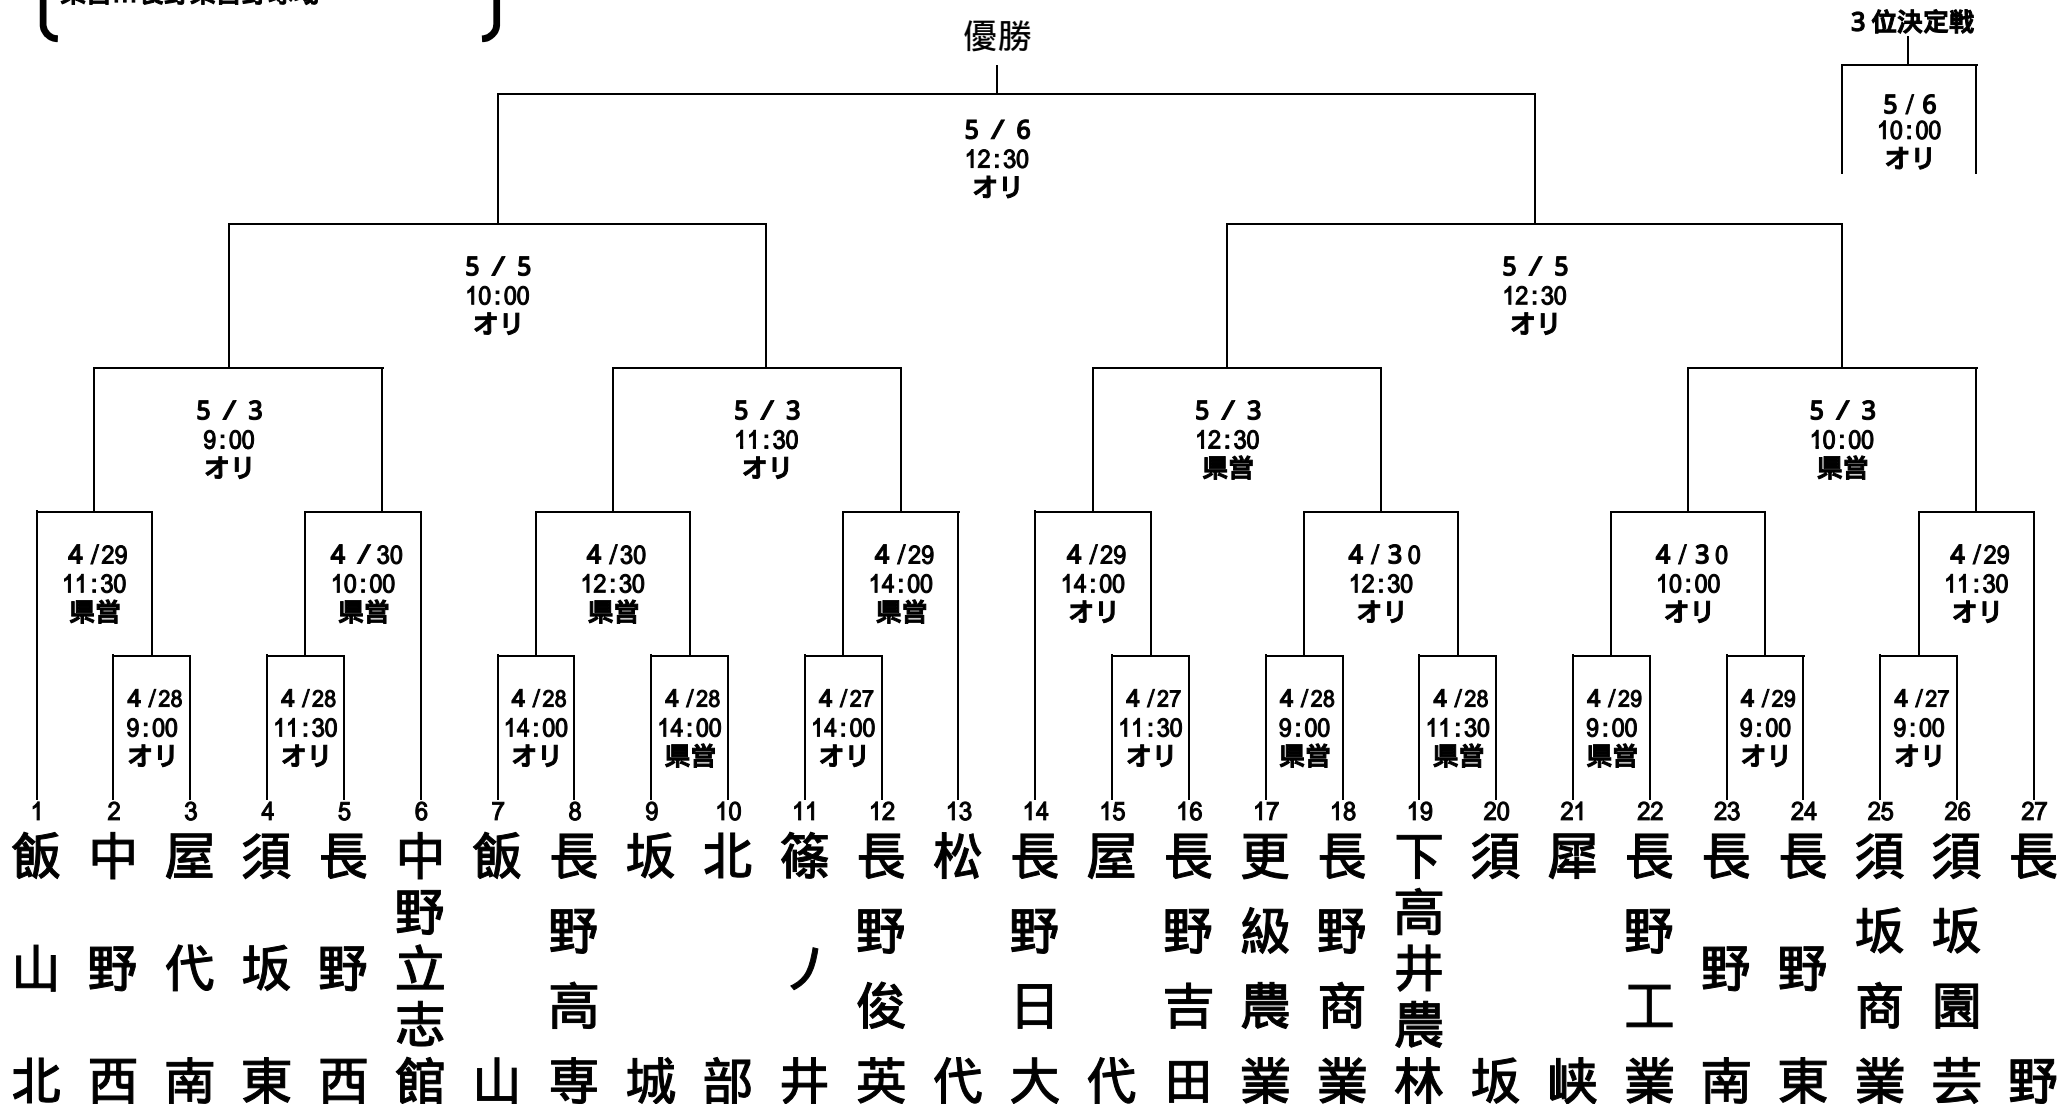 優勝
3位決定戦
5/6
10:00
オリ
5/6
12:30
オリ
5/5
10:00
オリ
5/5
12:30
オリ
5/3
9:00
オリ
5/3
11:30
オリ
5/3
12:30
県営
5/3
10:00
県営
4/29
11:30
県営
4/30
10:00
県営
4/30
12:30
県営
4/29
14:00
県営
4/29
14:00
オリ
4/30
12:30
オリ
4/30
10:00
オリ
4/29
11:30
オリ
4/28
9:00
オリ
4/28
11:30
オリ
4/28
14:00
オリ
4/28
14:00
県営
4/27
14:00
オリ
4/27
11:30
オリ
4/28
9:00
県営
4/28
11:30
県営
4/29
9:00
県営
4/29
9:00
オリ
4/27
9:00
オリ
1 飯山北
2 中野西
3 屋代南
4 須坂東
5 長野西
6 中野立志館
7 飯山
8 長野高専
9 坂城
10 北部
11 篠ノ井
12 長野俊英
13 松代
14 長野日大
15 屋代
16 長野吉田
17 更級農業
18 長野商業
19 下高井農林
20 須坂
21 犀峡
22 長野工業
23 長野南
24 長野東
25 須坂商業
26 須坂園芸
27 長野